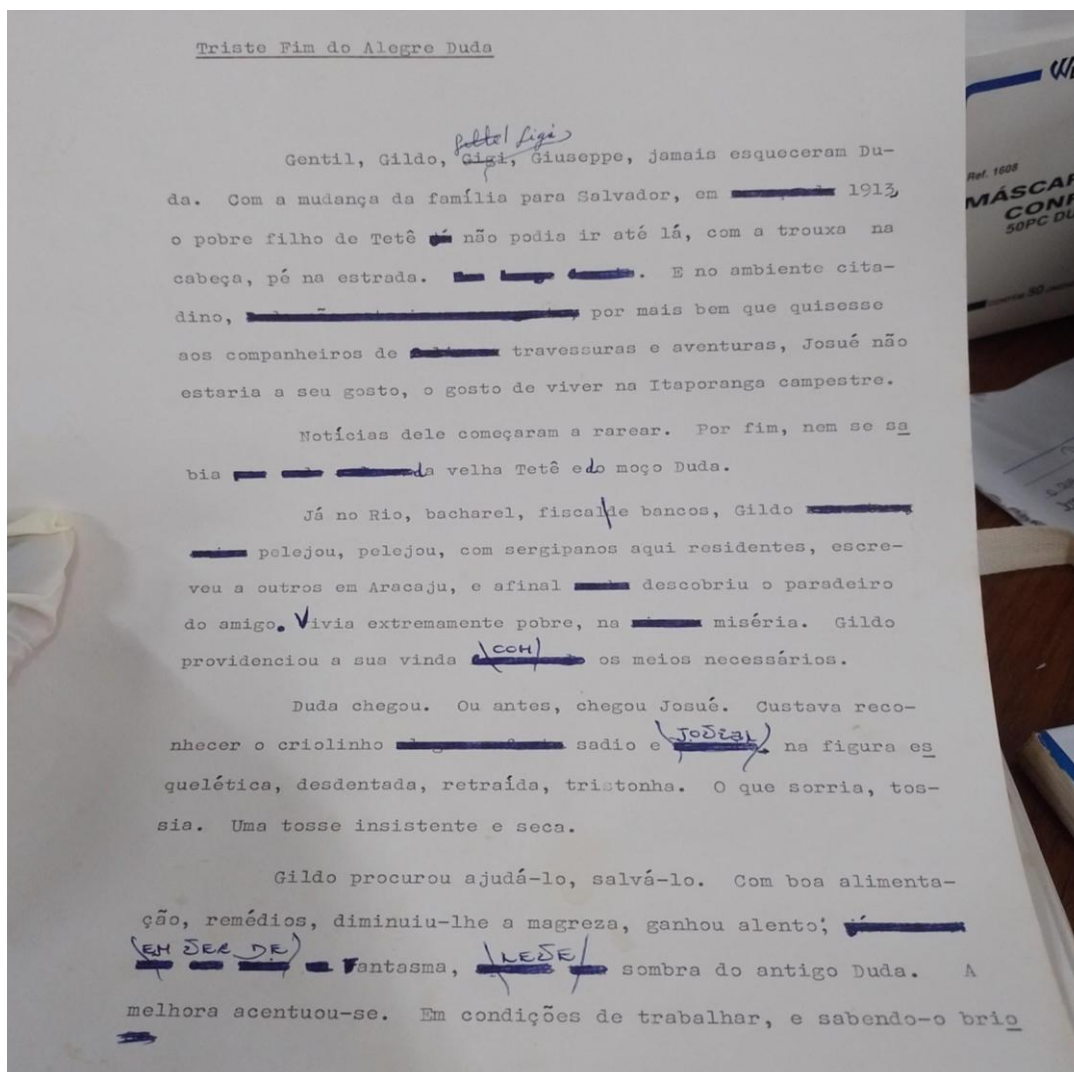 Triste Fim do Alegre Duda
Gentil, Gildo, Gigi, Giuseppe, jamais esqueceram Du-
da. Com a mudança da família para Salvador, em 1913,
o pobre filho de Tetê não podia ir até lá, com a trouxa na
cabeça, pé na estrada. . E no ambiente cita-
dino, por mais bem que quisesse
aos companheiros de travessuras e aventuras, Josué não
estaria a seu gosto, o gosto de viver na Itaporanga campestre.
Notícias dele começaram a rarear. Por fim, nem se sa
bia da velha Tetê e do moço Duda.
Já no Rio, bacharel, fiscal de bancos, Gildo
pelejou, pelejou, com sergipanos aqui residentes, escre-
veu a outros em Aracaju, e afinal descobriu o paradeiro
do amigo. Vivia extremamente pobre, na miséria. Gildo
providenciou a sua vinda COM os meios necessários.
Duda chegou. Ou antes, chegou Josué. Custava reco-
nhecer o criolinho sadio e JOVIAL na figura es
quelética, desdentada, retraída, tristonha. O que sorria, tos-
sia. Uma tosse insistente e seca.
Gildo procurou ajudá-lo, salvá-lo. Com boa alimenta-
ção, remédios, diminuiu-lhe a magreza, ganhou alento;
EM VEZ DE Fantasma, LEVE sombra do antigo Duda. A
melhora acentuou-se. Em condições de trabalhar, e sabendo-o brio
Ref. 1608
MÁSCAR
CONF
50PC DU